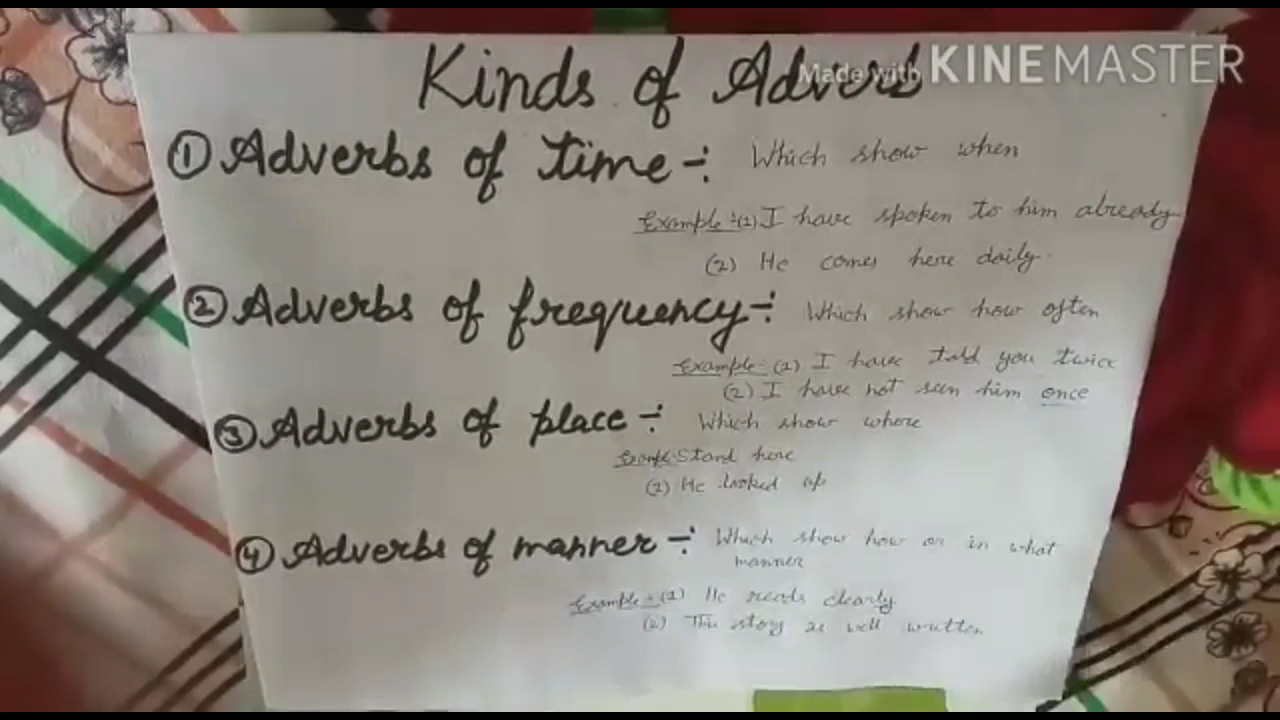 Kinds of Adverb
Made with KINEMASTER
① Adverbs of time -: Which show when
Example -:(1) I have spoken to him already
(2) He comes here daily.
② Adverbs of frequency -: Which show how often
Example -: (1) I have told you twice
(2) I have not seen him once
③ Adverbs of place -: Which show where
Exampl- Stand here
(2) He looked up
④ Adverbs of manner -: Which show how or in what
manner
Example -: (1) He reads clearly
(2) This story is well written